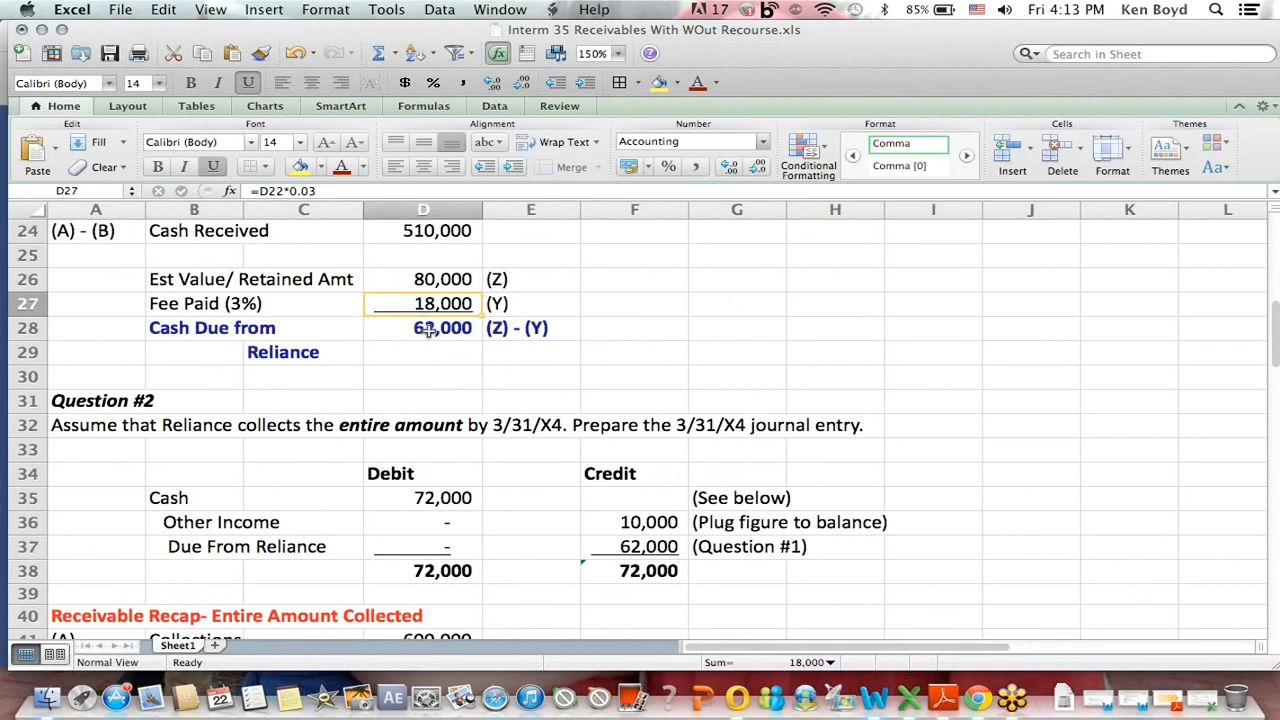 Excel File Edit View Insert Format Tools Data Window Help 17 85% Fri 4:13 PM Ken Boyd
Interm 35 Receivables With WOut Recourse.xls
150% Search in Sheet
Calibri (Body) 14
Home Layout Tables Charts SmartArt Formulas Data Review
Edit Font Alignment Number Format Cells Themes
Fill Calibri (Body) 14 abc Wrap Text Accounting Comma
Paste Clear Merge Conditional Formatting Comma [0] Insert Delete Format Themes Aa
D27 fx =D22*0.03
A B C D E F G H I J K L
24 (A) - (B) Cash Received 510,000
25
26 Est Value/ Retained Amt 80,000 (Z)
27 Fee Paid (3%) 18,000 (Y)
28 Cash Due from 62,000 (Z) - (Y)
29 Reliance
30
31 Question #2
32 Assume that Reliance collects the entire amount by 3/31/X4. Prepare the 3/31/X4 journal entry.
33
34 Debit Credit
35 Cash 72,000 (See below)
36 Other Income - 10,000 (Plug figure to balance)
37 Due From Reliance - 62,000 (Question #1)
38 72,000 72,000
39
40 Receivable Recap- Entire Amount Collected
41 (A) Collections 600,000
Sheet1
Normal View Ready Sum= 18,000